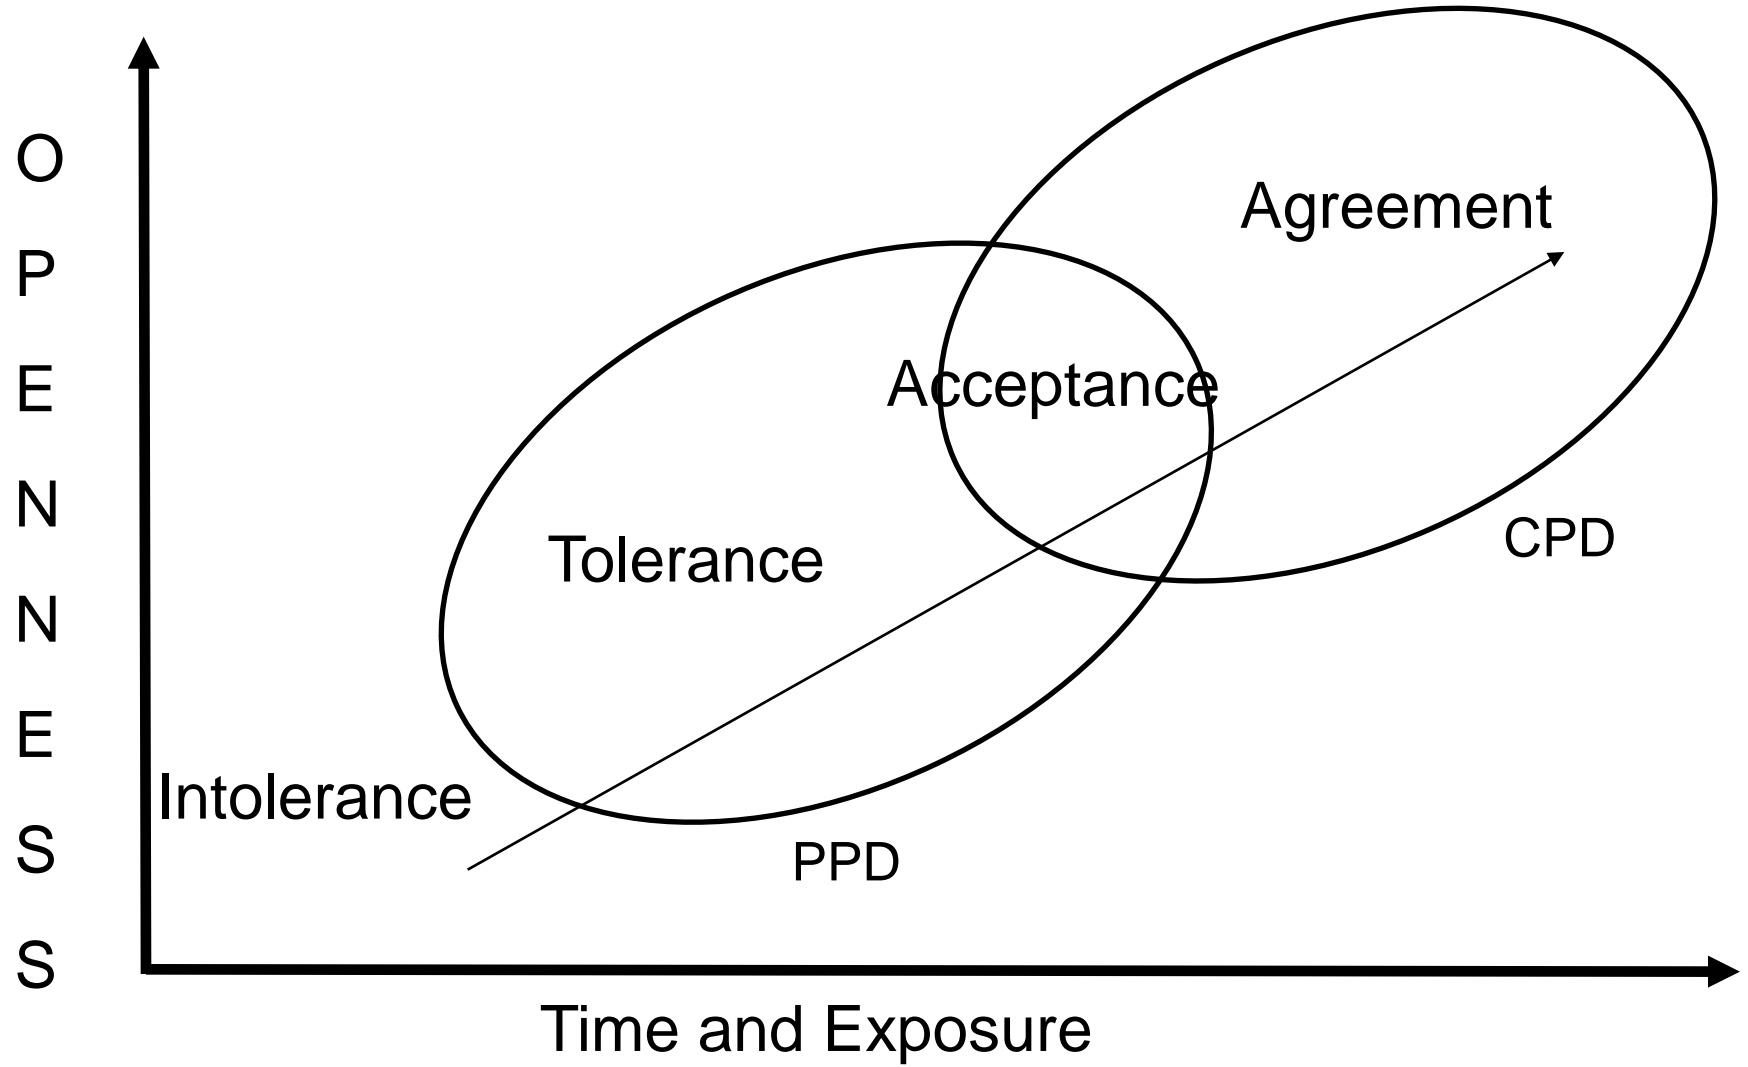 O
P
E
N
N
E
S
S
Agreement
Acceptance
CPD
Tolerance
Intolerance
PPD
Time and Exposure